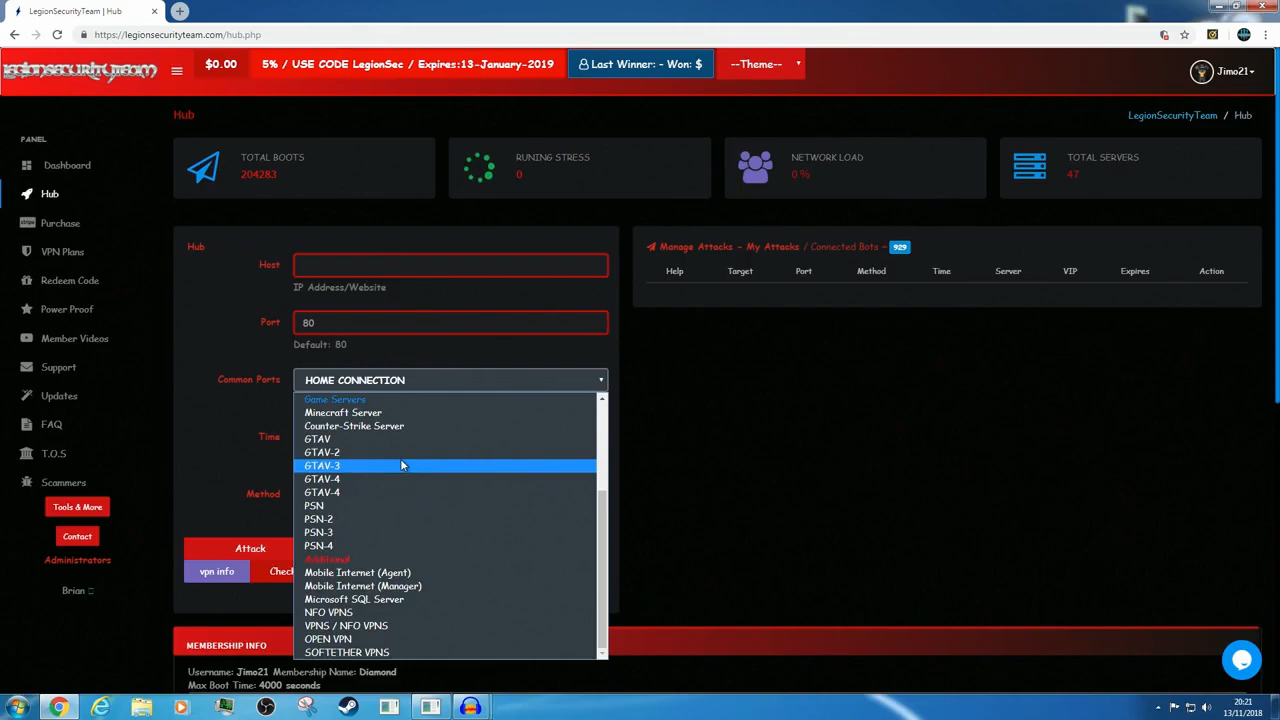 LegionSecurityTeam | Hub
https://legionsecurityteam.com/hub.php
legionsecurityteam
$0.00
5% / USE CODE LegionSec / Expires:13-January-2019
Last Winner: - Won: $
--Theme--
Jimo21
Hub
LegionSecurityTeam / Hub
PANEL
Dashboard
Hub
Purchase
VPN Plans
Redeem Code
Power Proof
Member Videos
Support
Updates
FAQ
T.O.S
Scammers
Tools & More
Contact
Administrators
Brian
TOTAL BOOTS
204283
RUNING STRESS
0
NETWORK LOAD
0 %
TOTAL SERVERS
47
Hub
Host
IP Address/Website
Port
80
Default: 80
Common Ports
HOME CONNECTION
Game Servers
Minecraft Server
Counter-Strike Server
GTAV
GTAV-2
GTAV-3
GTAV-4
GTAV-4
PSN
PSN-2
PSN-3
PSN-4
Additional
Mobile Internet (Agent)
Mobile Internet (Manager)
Microsoft SQL Server
NFO VPNS
VPNS / NFO VPNS
OPEN VPN
SOFTETHER VPNS
Time
Method
Attack
vpn info
Chec
Manage Attacks - My Attacks / Connected Bots - 929
Help Target Port Method Time Server VIP Expires Action
MEMBERSHIP INFO
Username: Jimo21 Membership Name: Diamond
Max Boot Time: 4000 seconds
20:21
13/11/2018